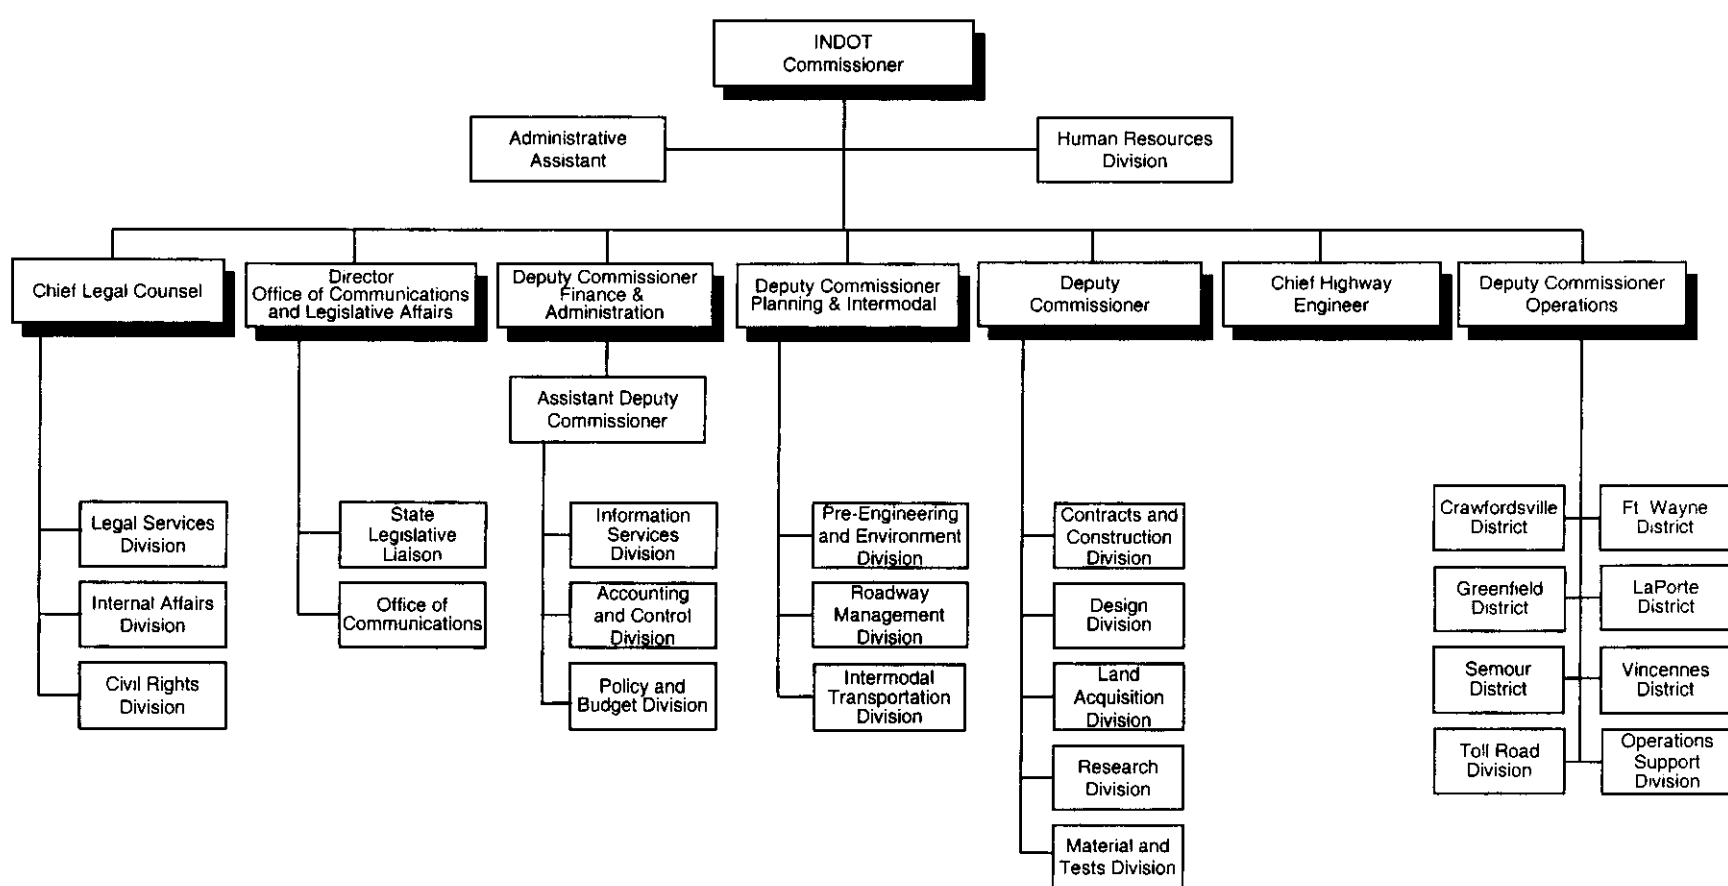 INDOT
Commissioner
Administrative
Assistant
Human Resources
Division
Chief Legal Counsel
Director
Office of Communications
and Legislative Affairs
Deputy Commissioner
Finance &
Administration
Deputy Commissioner
Planning & Intermodal
Deputy
Commissioner
Chief Highway
Engineer
Deputy Commissioner
Operations
Assistant Deputy
Commissioner
Legal Services
Division
Internal Affairs
Division
Civil Rights
Division
State
Legislative
Liaison
Office of
Communications
Information
Services
Division
Accounting
and Control
Division
Policy and
Budget Division
Pre-Engineering
and Environment
Division
Roadway
Management
Division
Intermodal
Transportation
Division
Contracts and
Construction
Division
Design
Division
Land
Acquisition
Division
Research
Division
Material and
Tests Division
Crawfordsville
District
Ft Wayne
District
Greenfield
District
LaPorte
District
Semour
District
Vincennes
District
Toll Road
Division
Operations
Support
Division